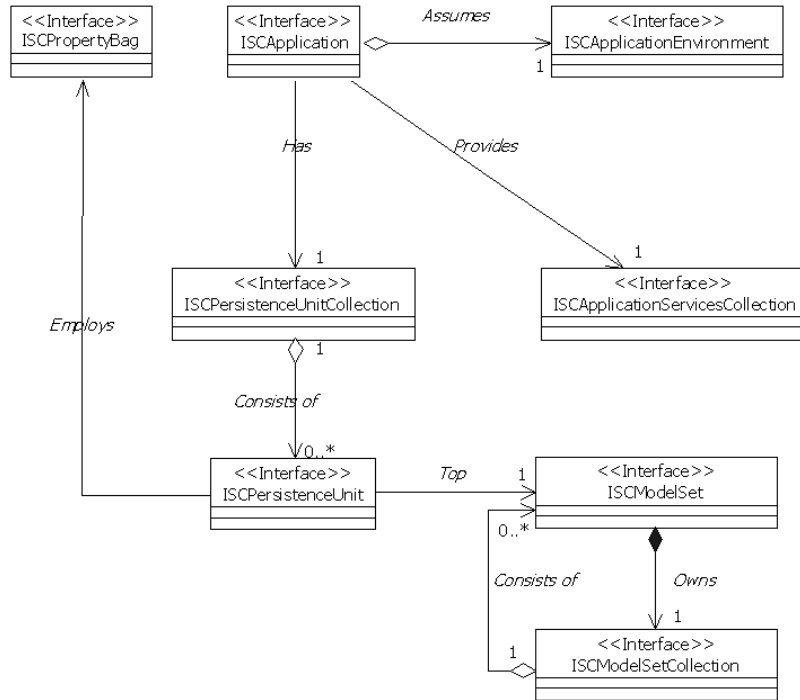 <<Interface>>
ISCPropertyBag
<<Interface>>
ISCApplication
Assumes
1
<<Interface>>
ISCApplicationEnvironment
Has
Provides
1
1
<<Interface>>
ISCPersistenceUnitCollection
<<Interface>>
ISCApplicationServicesCollection
Employs
1
Consists of
0..*
<<Interface>>
ISCPersistenceUnit
Top
1
<<Interface>>
ISCModelSet
0..*
Consists of
Owns
1
1
<<Interface>>
ISCModelSetCollection